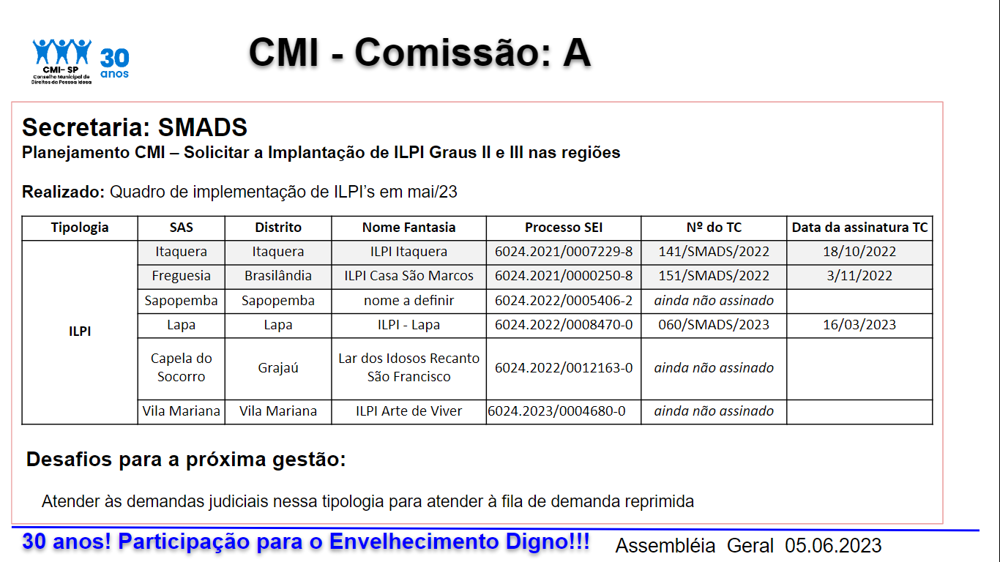 CMI- SP
Conselho Municipal de
Direitos da Pessoa Idosa
30
anos
CMI - Comissão: A
Secretaria: SMADS
Planejamento CMI – Solicitar a Implantação de ILPI Graus II e III nas regiões
Realizado: Quadro de implementação de ILPI’s em mai/23
Tipologia SAS Distrito Nome Fantasia Processo SEI Nº do TC Data da assinatura TC
ILPI
Itaquera Itaquera ILPI Itaquera 6024.2021/0007229-8 141/SMADS/2022 18/10/2022
Freguesia Brasilândia ILPI Casa São Marcos 6024.2021/0000250-8 151/SMADS/2022 3/11/2022
Sapopemba Sapopemba nome a definir 6024.2022/0005406-2 ainda não assinado
Lapa Lapa ILPI - Lapa 6024.2022/0008470-0 060/SMADS/2023 16/03/2023
Capela do
Socorro
Grajaú
Lar dos Idosos Recanto
São Francisco
6024.2022/0012163-0 ainda não assinado
Vila Mariana Vila Mariana ILPI Arte de Viver 6024.2023/0004680-0 ainda não assinado
Desafios para a próxima gestão:
Atender às demandas judiciais nessa tipologia para atender à fila de demanda reprimida
30 anos! Participação para o Envelhecimento Digno!!!
Assembléia Geral 05.06.2023